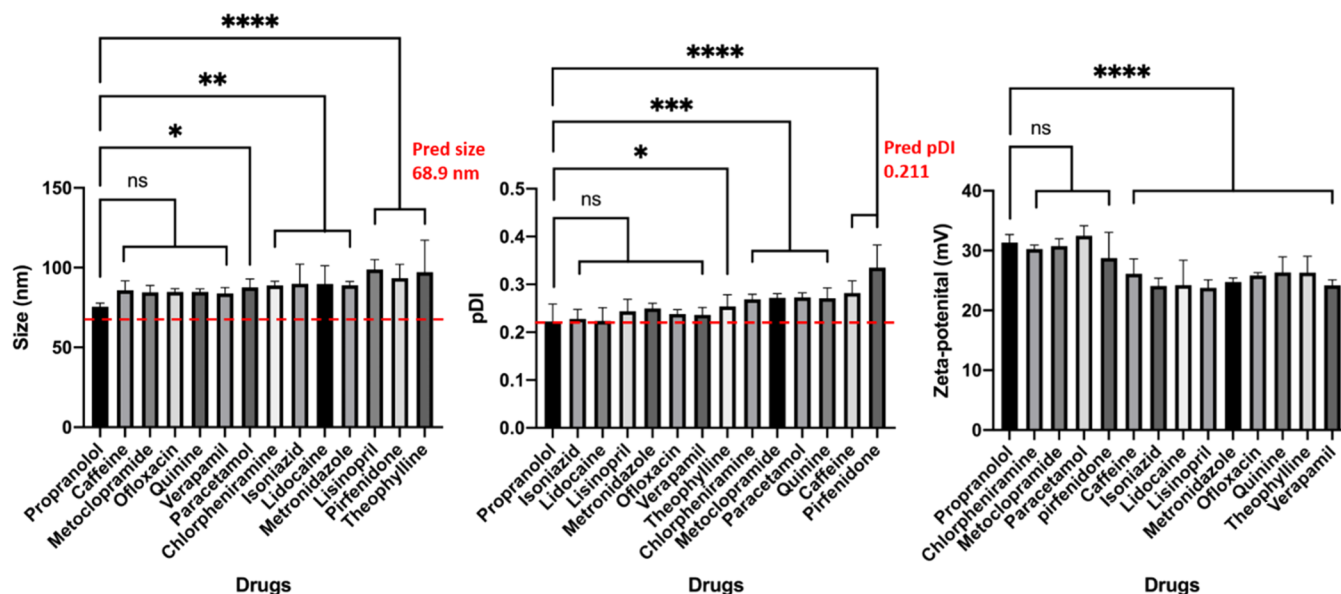 ****
**
*
ns
Pred size
68.9 nm
150
100
50
0
Size (nm)
Propranolol
Caffeine
Metoclopramide
Ofloxacin
Quinine
Verapamil
Paracetamol
Chlorpheniramine
Isoniazid
Lidocaine
Metronidazole
Lisinopril
Pirfenidone
Theophylline
Drugs
****
***
*
ns
Pred pDI
0.211
0.5
0.4
0.3
0.2
0.1
0.0
pDI
Propranolol
Isoniazid
Lidocaine
Lisinopril
Metronidazole
Ofloxacin
Verapamil
Theophylline
Chlorpheniramine
Metoclopramide
Paracetamol
Quinine
Caffeine
Pirfenidone
Drugs
****
ns
40
30
20
10
0
Zeta-potenital (mV)
Propranolol
Chlorpheniramine
Metoclopramide
Paracetamol
pirfenidone
Caffeine
Isoniazid
Lidocaine
Lisinopril
Metronidazole
Ofloxacin
Quinine
Theophylline
Verapamil
Drugs